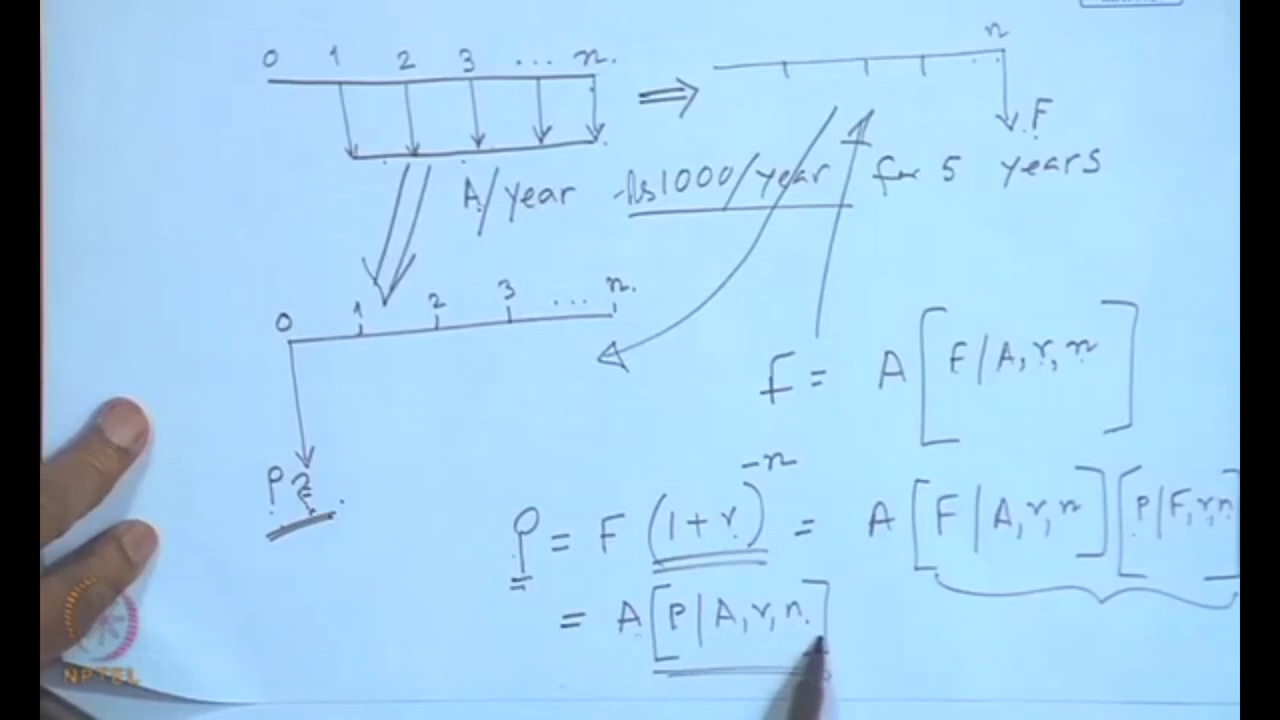 0 1 2 3 ... n.
n
F
A/year Rs1000/year for 5 years
0 1 2 3 ... n.
F = A [F/A, r, n]
P ?
P = F (1+r)^-n = A [F/A, r, n] [P/F, r, n]
= A [P/A, r, n]
NPTEL